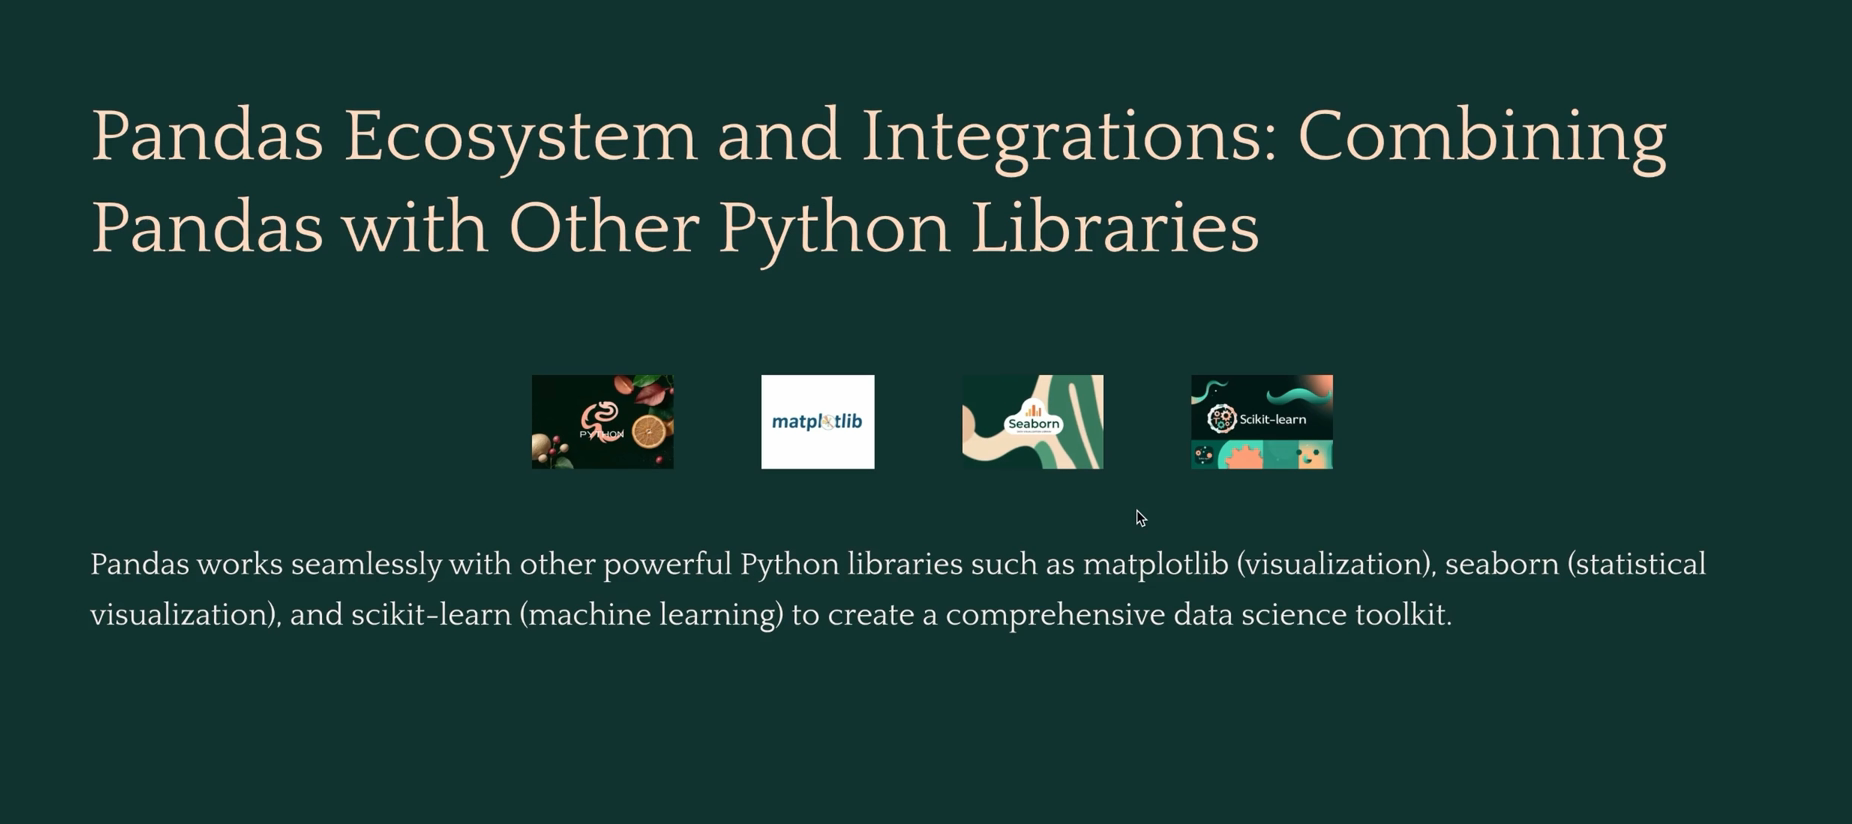 Pandas Ecosystem and Integrations: Combining
Pandas with Other Python Libraries
PYTHON
matplotlib
Seaborn
Scikit-learn
Pandas works seamlessly with other powerful Python libraries such as matplotlib (visualization), seaborn (statistical
visualization), and scikit-learn (machine learning) to create a comprehensive data science toolkit.